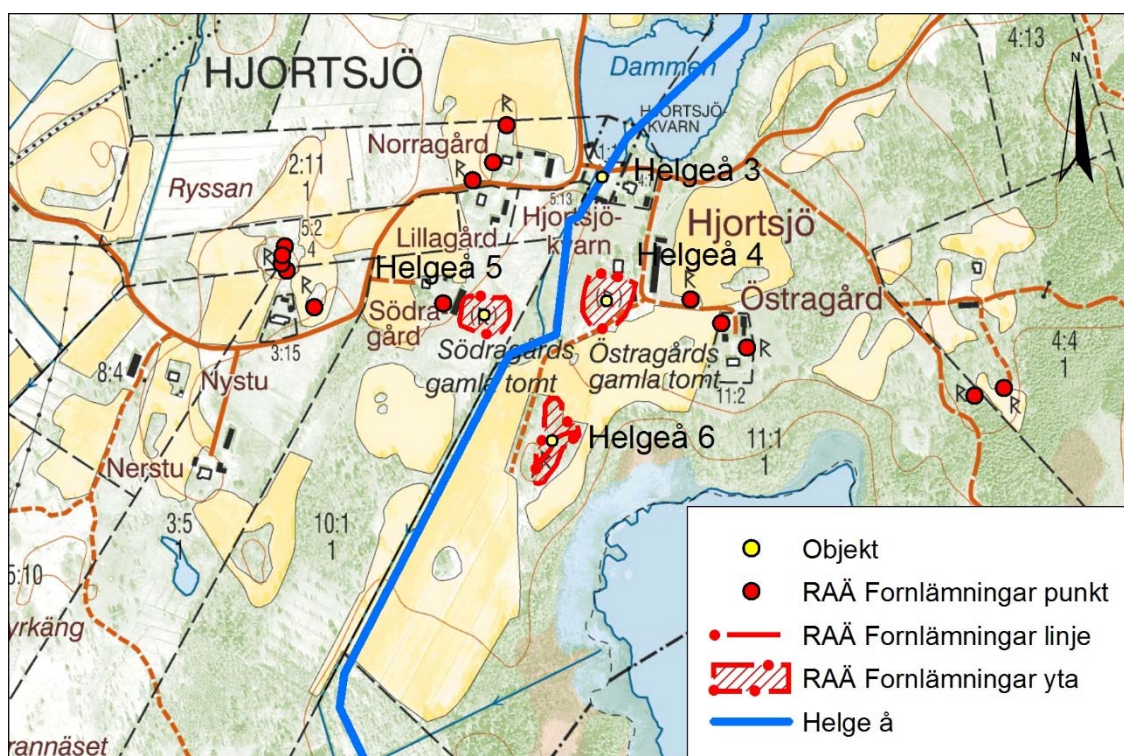 HJORTSJÖ
Dammen
4:13
N
HJORTSJÖ-
KVARN
R
Norragård
2:11
1
Ryssan
R
Helgeå 3
5:13
Hjortsjö-
kvarn
Hjortsjö
5:2
4
R
Lillagård
Helgeå 4
Helgeå 5
R
R
Östragård
Södra
gård
3:15
Södragårds
gamla tomt
Östragårds
gamla tomt
R
11:2
4:4
1
R
R
8:4
Nystu
Helgeå 6
11:1
1
Nerstu
3:5
1
10:1
1
5:10
yrkäng
rannäset
Objekt
RAÄ Fornlämningar punkt
RAÄ Fornlämningar linje
RAÄ Fornlämningar yta
Helge å